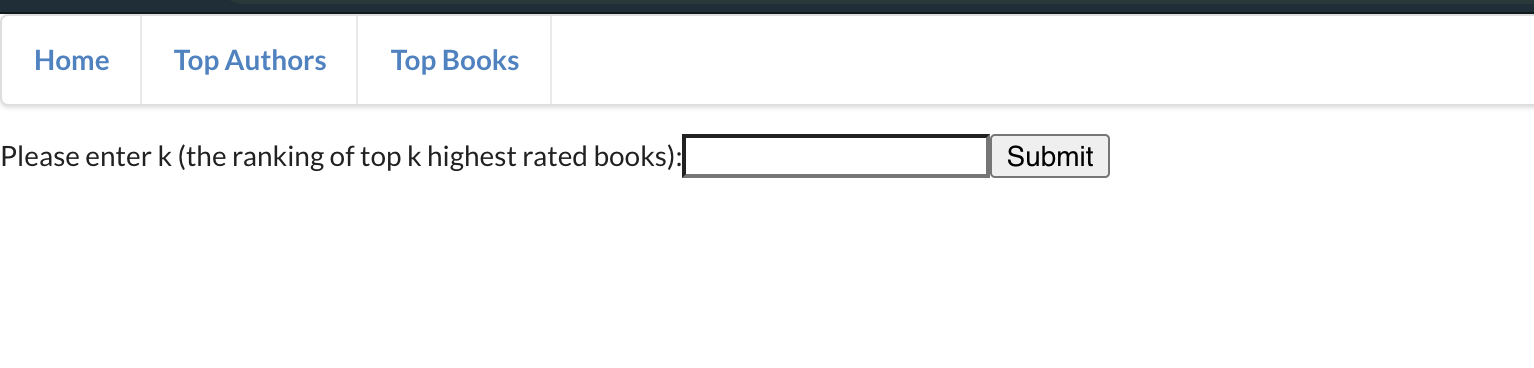 Home Top Authors Top Books
Please enter k (the ranking of top k highest rated books): Submit